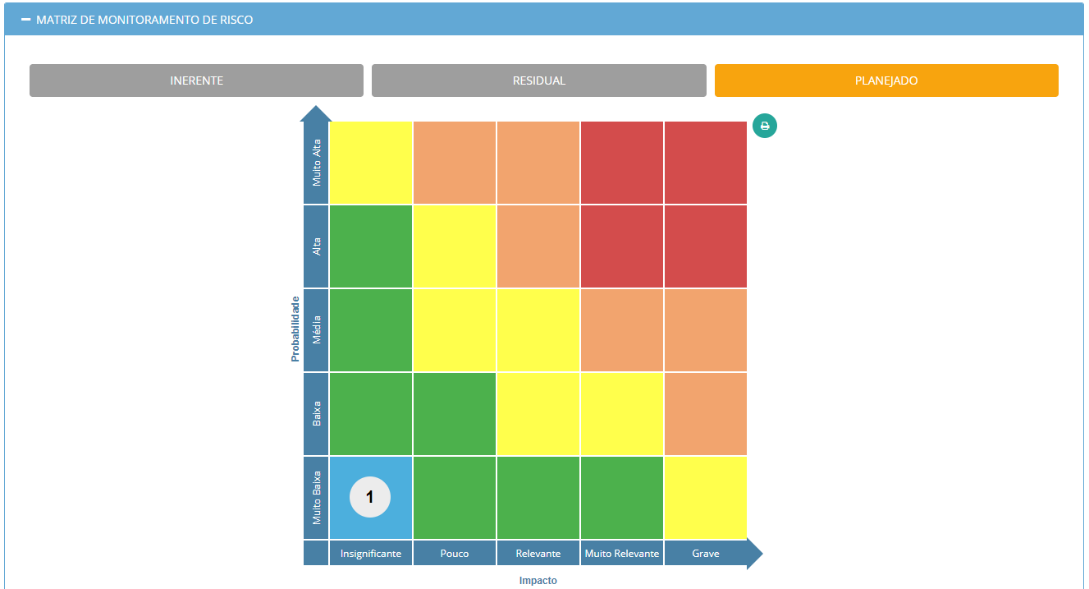 MATRIZ DE MONITORAMENTO DE RISCO
INERENTE
RESIDUAL
PLANEJADO
Probabilidade
Muito Alta
Alta
Média
Baixa
Muito Baixa
1
Insignificante
Pouco
Relevante
Muito Relevante
Grave
Impacto